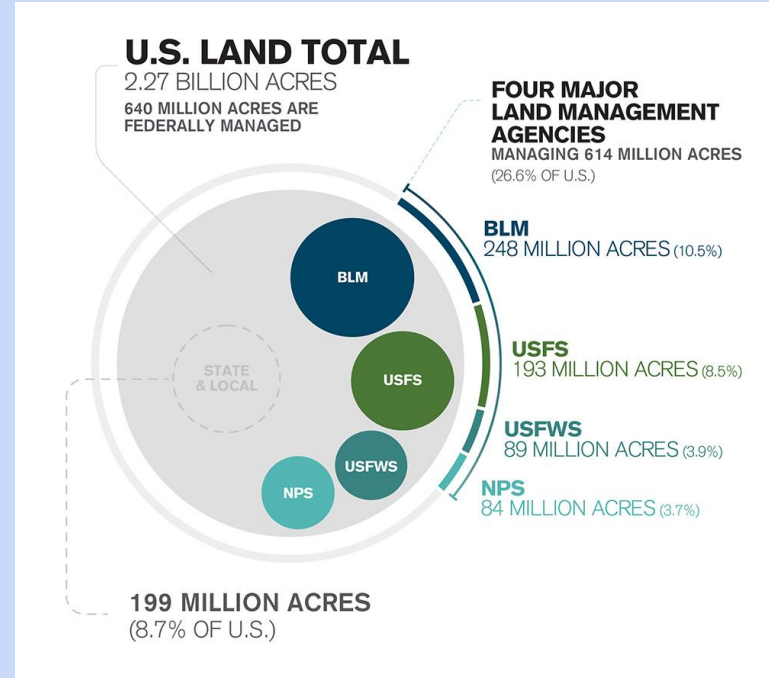 U.S. LAND TOTAL
2.27 BILLION ACRES
640 MILLION ACRES ARE
FEDERALLY MANAGED
FOUR MAJOR
LAND MANAGEMENT
AGENCIES
MANAGING 614 MILLION ACRES
(26.6% OF U.S.)
BLM
248 MILLION ACRES (10.5%)
BLM
USFS
193 MILLION ACRES (8.5%)
STATE
& LOCAL
USFS
USFWS
89 MILLION ACRES (3.9%)
USFWS
NPS
NPS
84 MILLION ACRES (3.7%)
199 MILLION ACRES
(8.7% OF U.S.)